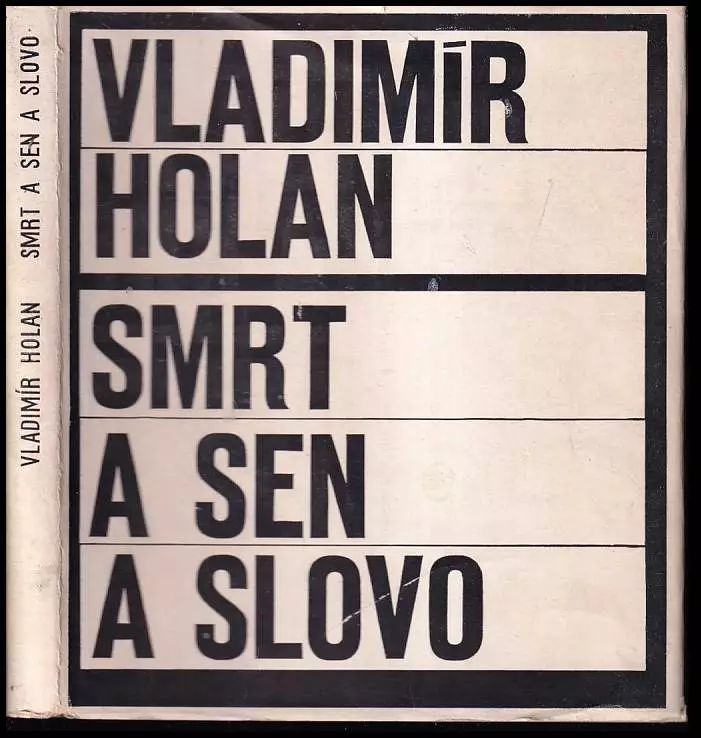 VLADIMÍR HOLAN SMRT A SEN A SLOVO
VLADIMÍR
HOLAN
SMRT
A SEN
A SLOVO